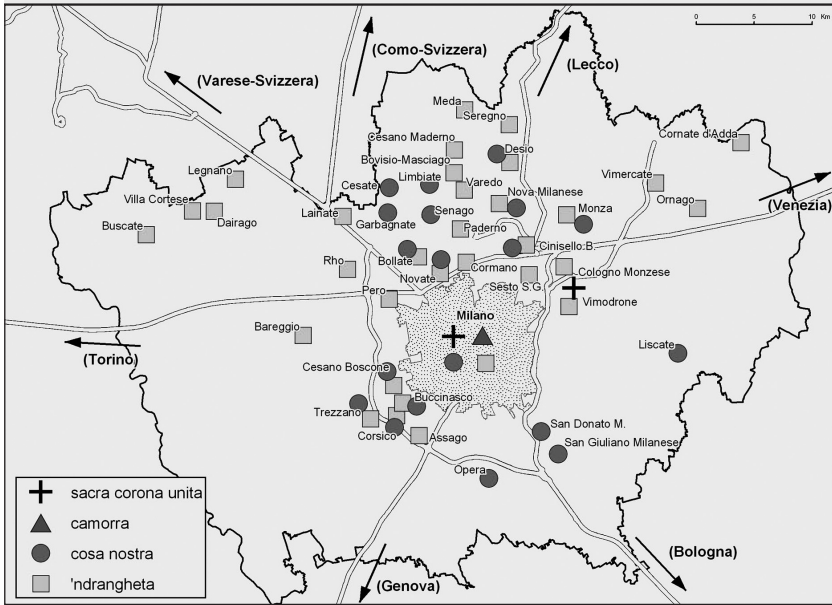 0 5 10 Km
(Como-Svizzera)
(Lecco)
(Varese-Svizzera)
Meda
Seregno
Cesano Maderno
Cornate d'Adda
Desio
Bovisio-Masciago
Legnano
Limbiate
Cesate
Varedo
Vimercate
Nova Milanese
Ornago
Villa Cortese
(Venezia)
Dairago
Lainate
Senago
Monza
Buscate
Garbagnate
Paderno
Cinisello B.
Bollate
Rho
Cormano
Cologno Monzese
Novate
Sesto S.G.
Pero
Vimodrone
Milano
Bareggio
Liscate
(Torino)
Cesano Boscone
Buccinasco
Trezzano
San Donato M.
Corsico
Assago
San Giuliano Milanese
Opera
sacra corona unita
camorra
cosa nostra
'ndrangheta
(Bologna)
(Genova)